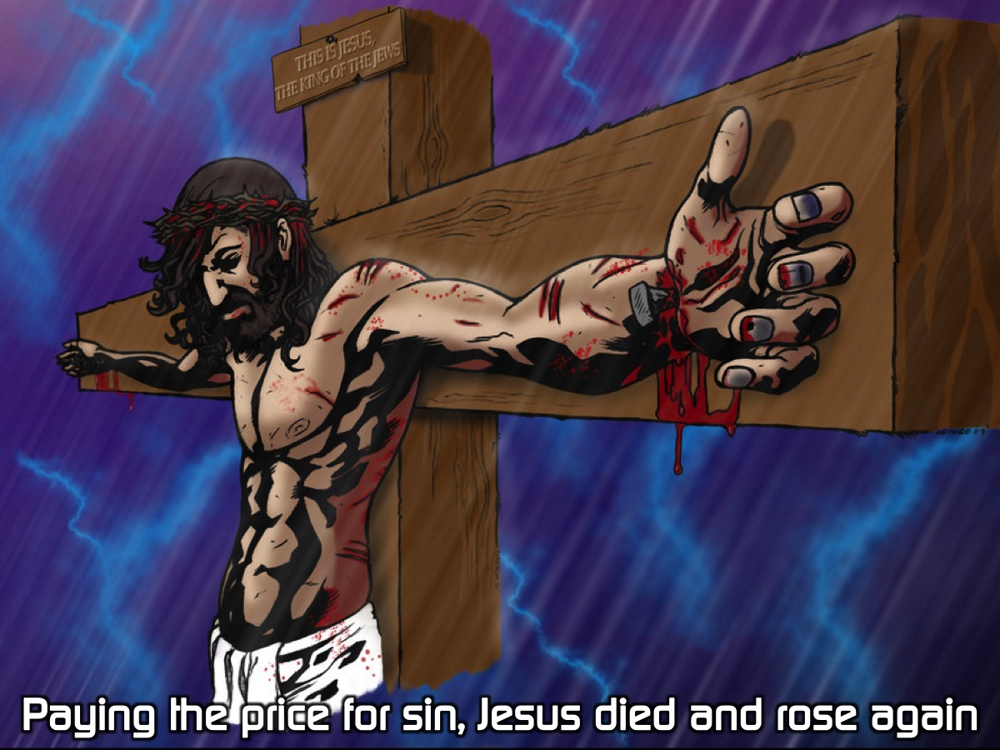 THIS IS JESUS,
THE KING OF THE JEWS
Paying the price for sin, Jesus died and rose again